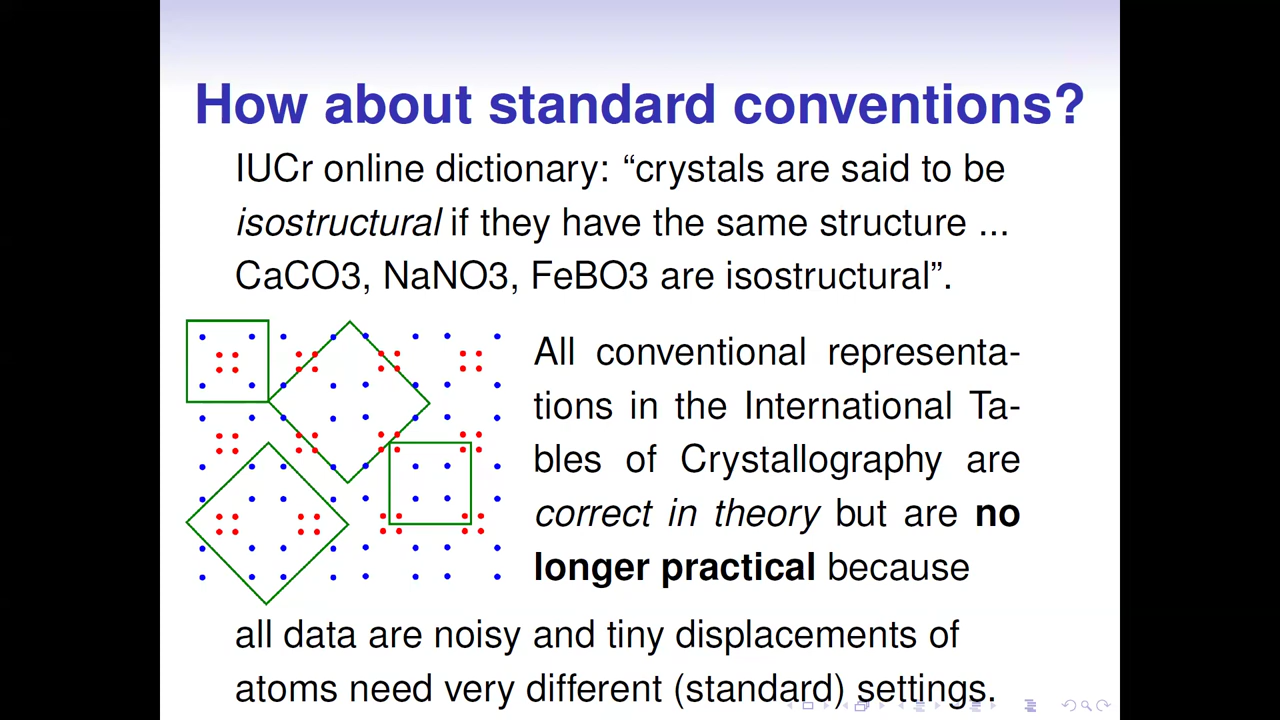 How about standard conventions?
IUCr online dictionary: “crystals are said to be
isostructural if they have the same structure ...
CaCO3, NaNO3, FeBO3 are isostructural”.
All conventional representa-
tions in the International Ta-
bles of Crystallography are
correct in theory but are no
longer practical because
all data are noisy and tiny displacements of
atoms need very different (standard) settings.